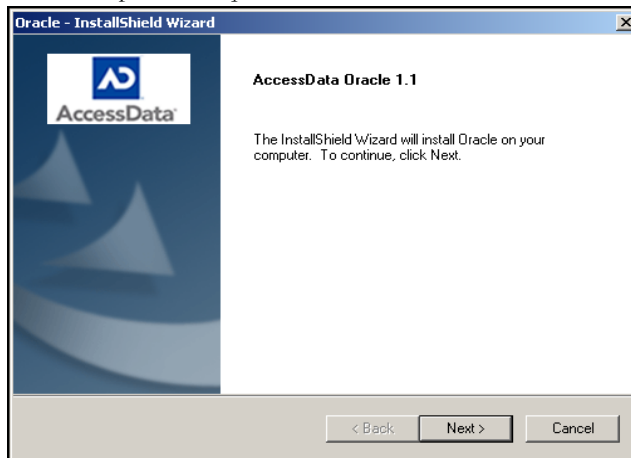 Oracle - InstallShield Wizard
AccessData
AccessData Oracle 1.1
The InstallShield Wizard will install Oracle on your
computer. To continue, click Next.
< Back
Next >
Cancel